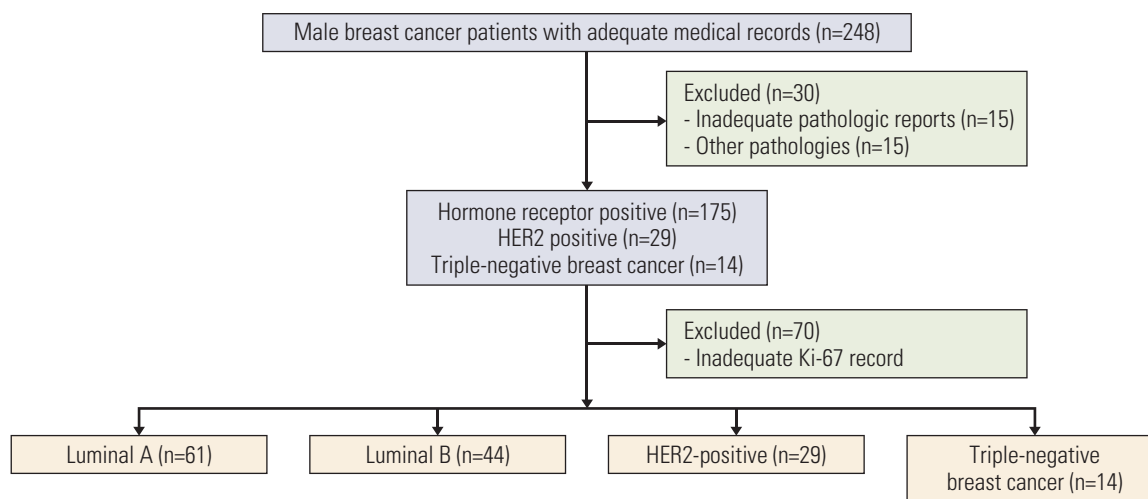 Male breast cancer patients with adequate medical records (n=248)
Excluded (n=30)
- Inadequate pathologic reports (n=15)
- Other pathologies (n=15)
Hormone receptor positive (n=175)
HER2 positive (n=29)
Triple-negative breast cancer (n=14)
Excluded (n=70)
- Inadequate Ki-67 record
Luminal A (n=61)
Luminal B (n=44)
HER2-positive (n=29)
Triple-negative
breast cancer (n=14)